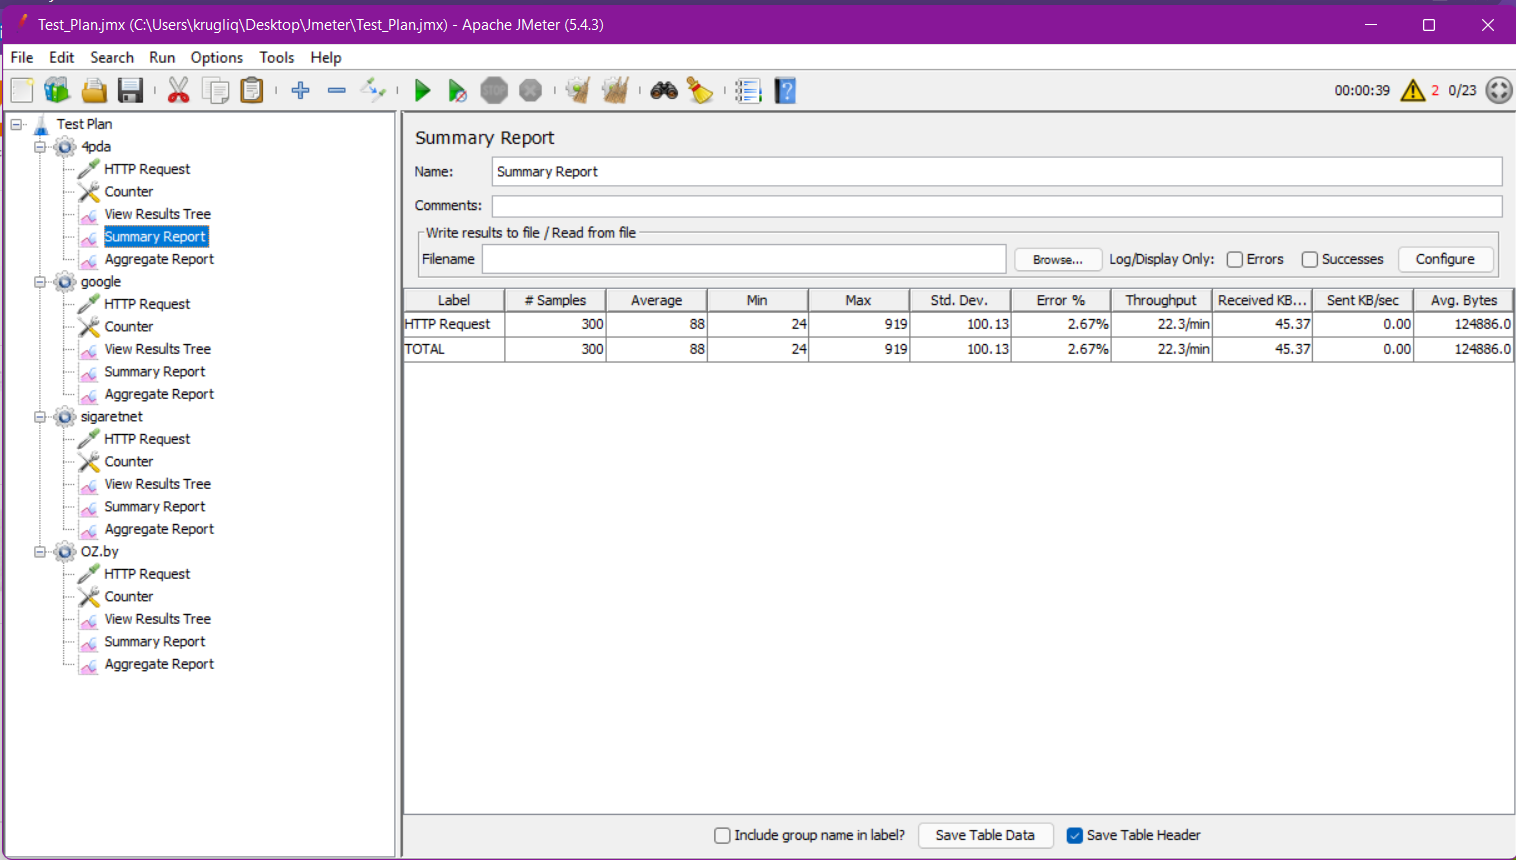 Test_Plan.jmx (C:\Users\krugliq\Desktop\Jmeter\Test_Plan.jmx) - Apache JMeter (5.4.3)
File Edit Search Run Options Tools Help
STOP
00:00:39 2 0/23
Test Plan
4pda
HTTP Request
Counter
View Results Tree
Summary Report
Aggregate Report
google
HTTP Request
Counter
View Results Tree
Summary Report
Aggregate Report
sigaretnet
HTTP Request
Counter
View Results Tree
Summary Report
Aggregate Report
OZ.by
HTTP Request
Counter
View Results Tree
Summary Report
Aggregate Report
Summary Report
Name: Summary Report
Comments:
Write results to file / Read from file
Filename Browse... Log/Display Only: Errors Successes Configure
Label # Samples Average Min Max Std. Dev. Error % Throughput Received KB... Sent KB/sec Avg. Bytes
HTTP Request 300 88 24 919 100.13 2.67% 22.3/min 45.37 0.00 124886.0
TOTAL 300 88 24 919 100.13 2.67% 22.3/min 45.37 0.00 124886.0
Include group name in label? Save Table Data Save Table Header